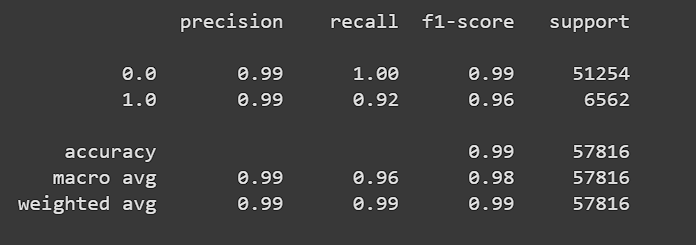 precision recall f1-score support
0.0 0.99 1.00 0.99 51254
1.0 0.99 0.92 0.96 6562
accuracy 0.99 57816
macro avg 0.99 0.96 0.98 57816
weighted avg 0.99 0.99 0.99 57816